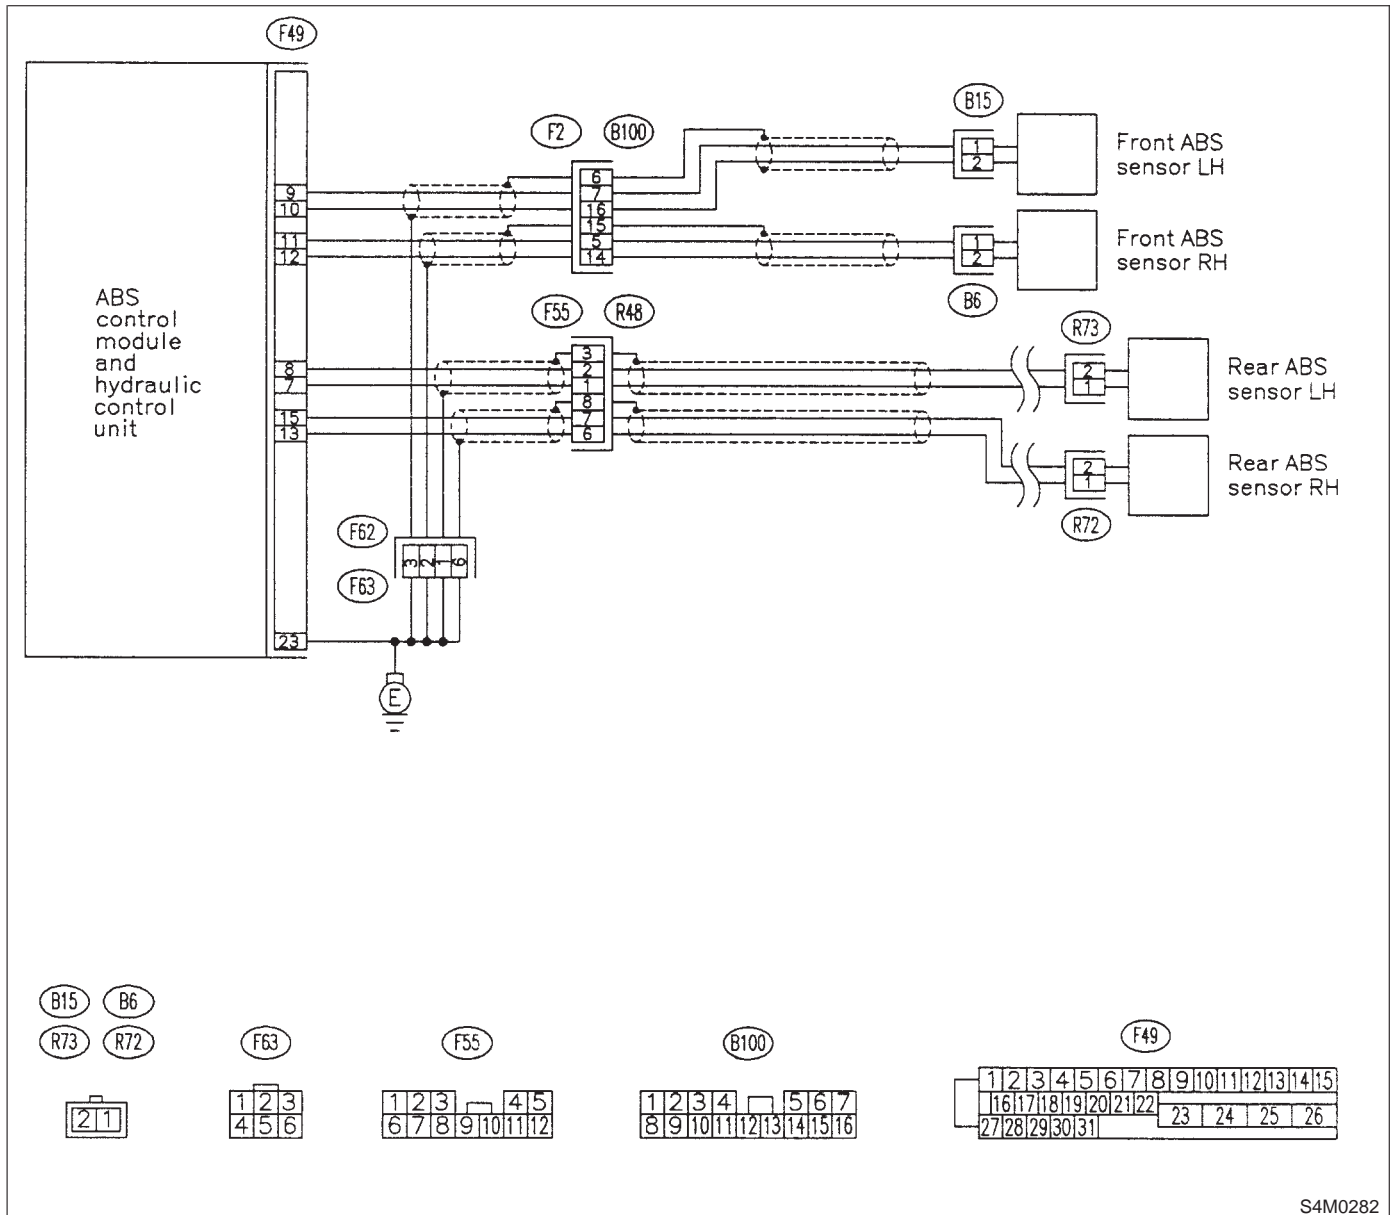 F49
B15
F2 B100
1
2
Front ABS
sensor LH
6
7
16
15
5
14
9
10
11
12
1
2
Front ABS
sensor RH
B6
ABS
control
module
and
hydraulic
control
unit
F55 R48
R73
3
2
1
8
7
6
8
7
15
13
2
1
Rear ABS
sensor LH
2
1
Rear ABS
sensor RH
R72
F62
3 2 1 6
F63
23
E
B15 B6
R73 R72
F63
F55
B100
F49
2 1
1 2 3
4 5 6
1 2 3 4 5
6 7 8 9 10 11 12
1 2 3 4 5 6 7
8 9 10 11 12 13 14 15 16
1 2 3 4 5 6 7 8 9 10 11 12 13 14 15
16 17 18 19 20 21 22
23 24 25 26
27 28 29 30 31
S4M0282